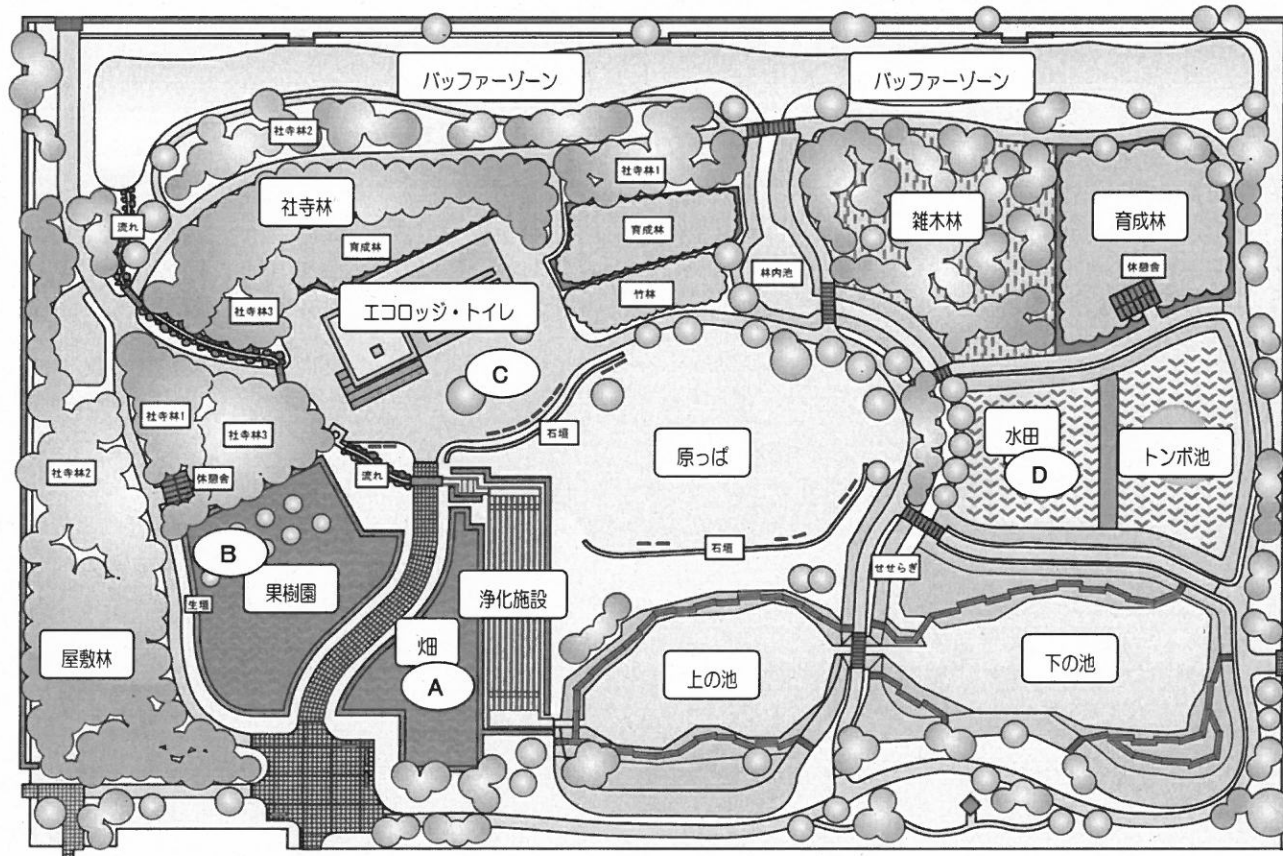 バッファーゾーン
バッファーゾーン
社寺林2
社寺林1
社寺林
雑木林
育成林
流れ
育成林
育成林
林内池
休憩舎
竹林
社寺林3
エコロッジ・トイレ
C
社寺林1
社寺林3
石垣
水田
トンボ池
原っぱ
D
社寺林2
休憩舎
流れ
B
石垣
せせらぎ
果樹園
浄化施設
生垣
畑
屋敷林
A
上の池
下の池